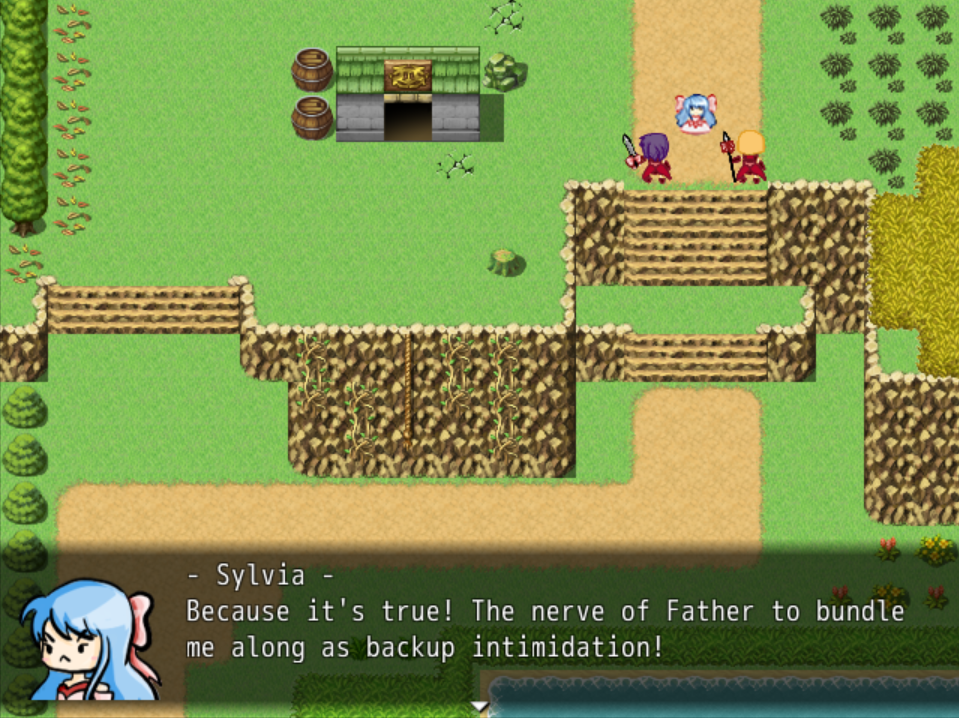 - Sylvia -
Because it's true! The nerve of Father to bundle
me along as backup intimidation!